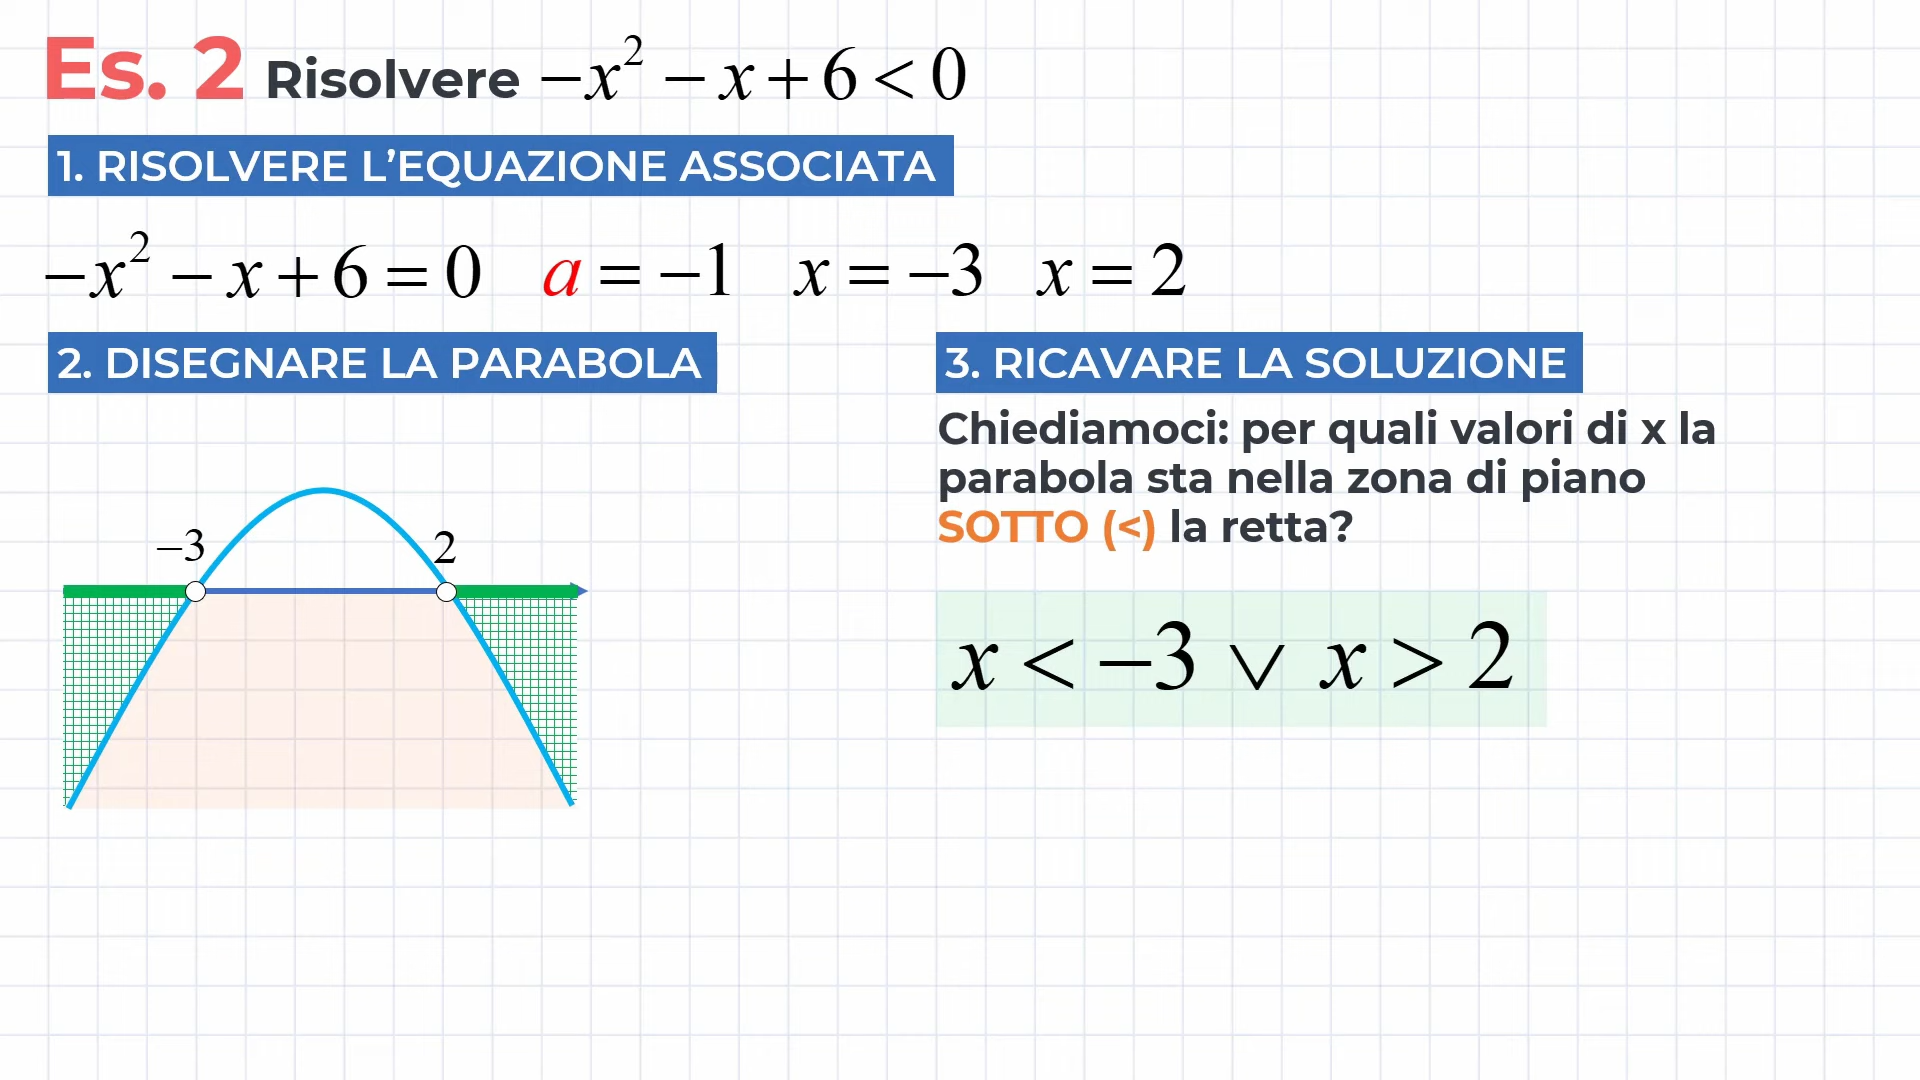 Es. 2 Risolvere −x² − x + 6 < 0
1. RISOLVERE L’EQUAZIONE ASSOCIATA
−x² − x + 6 = 0 a = −1 x = −3 x = 2
2. DISEGNARE LA PARABOLA
−3 2
3. RICAVARE LA SOLUZIONE
Chiediamoci: per quali valori di x la
parabola sta nella zona di piano
SOTTO (<) la retta?
x < −3 ∨ x > 2